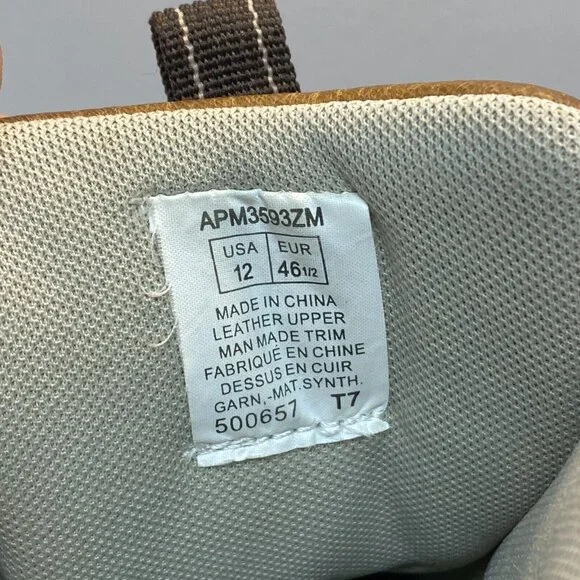 APM3593ZM
USA EUR
12 46 1/2
MADE IN CHINA
LEATHER UPPER
MAN MADE TRIM
FABRIQUÉ EN CHINE
DESSUS EN CUIR
GARN,-MAT.SYNTH.
500657 T7